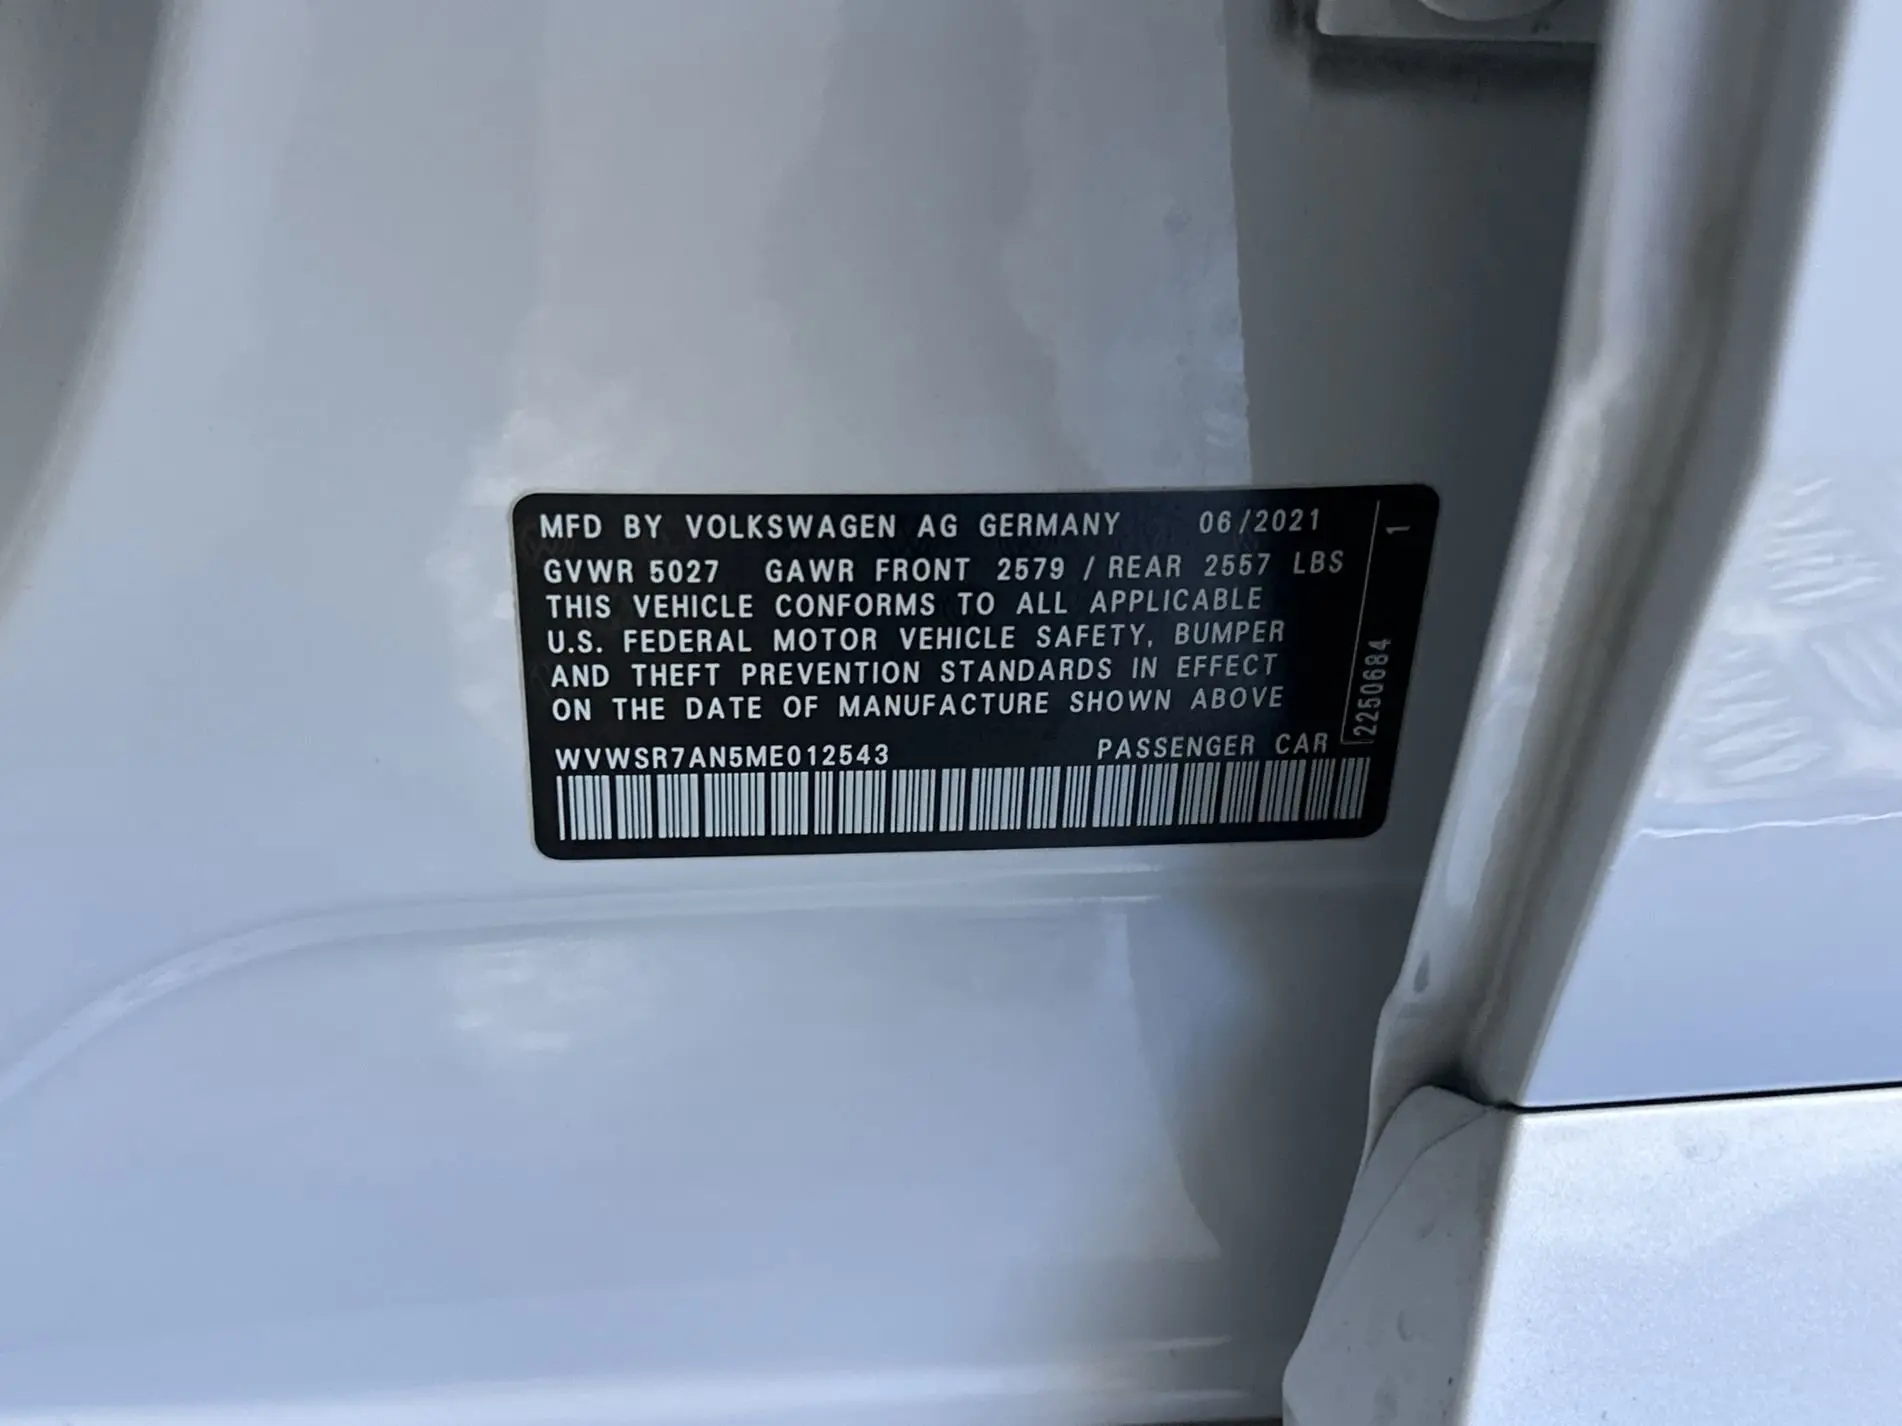 MFD BY VOLKSWAGEN AG GERMANY 06/2021
GVWR 5027 GAWR FRONT 2579 / REAR 2557 LBS
THIS VEHICLE CONFORMS TO ALL APPLICABLE
U.S. FEDERAL MOTOR VEHICLE SAFETY, BUMPER
AND THEFT PREVENTION STANDARDS IN EFFECT
ON THE DATE OF MANUFACTURE SHOWN ABOVE
WVWSR7AN5ME012543 PASSENGER CAR
2250684 1